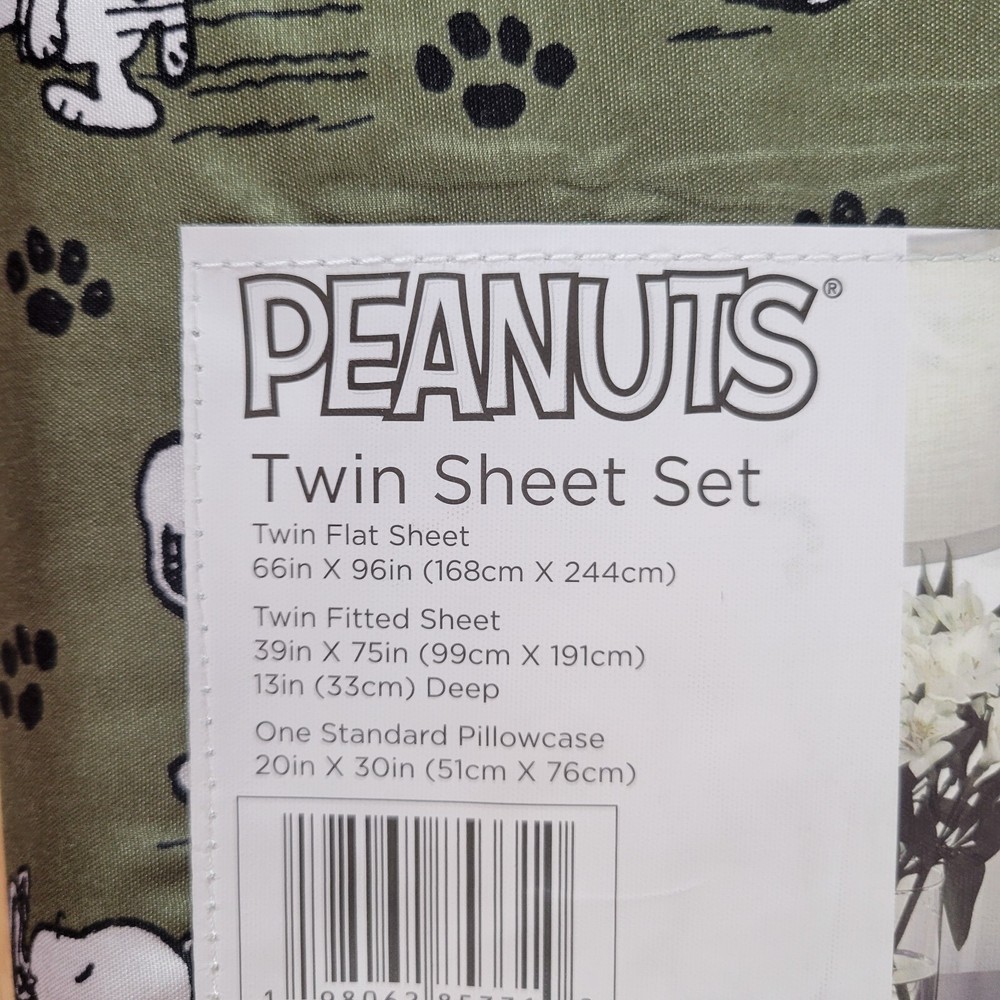 PEANUTS®
Twin Sheet Set
Twin Flat Sheet
66in X 96in (168cm X 244cm)
Twin Fitted Sheet
39in X 75in (99cm X 191cm)
13in (33cm) Deep
One Standard Pillowcase
20in X 30in (51cm X 76cm)